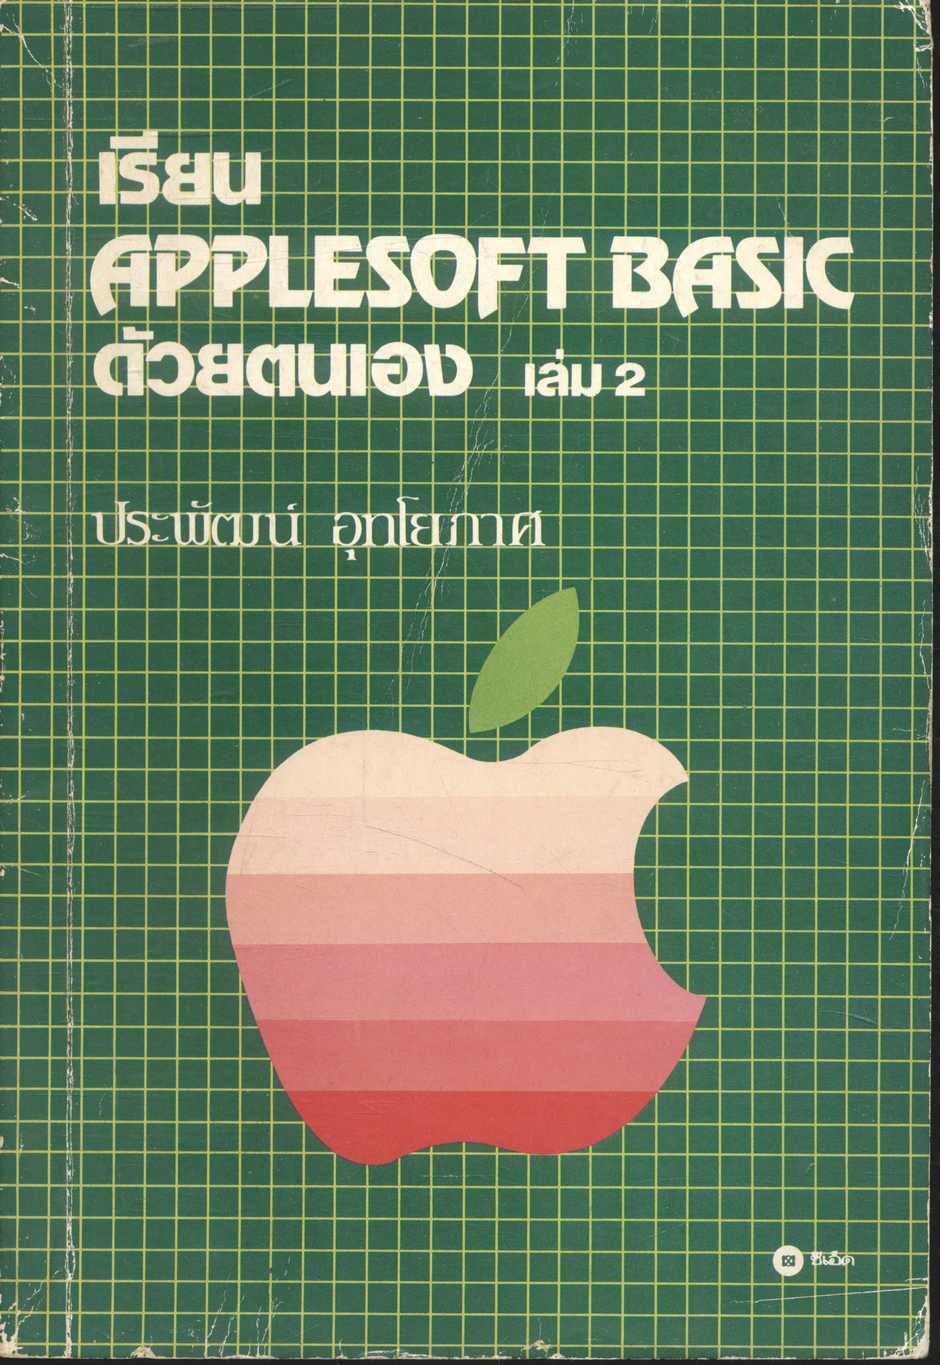 เรียน
APPLESOFT BASIC
ด้วยตนเอง เล่ม 2
ประพัฒน์ อุทโยภาศ
ซีเอ็ด